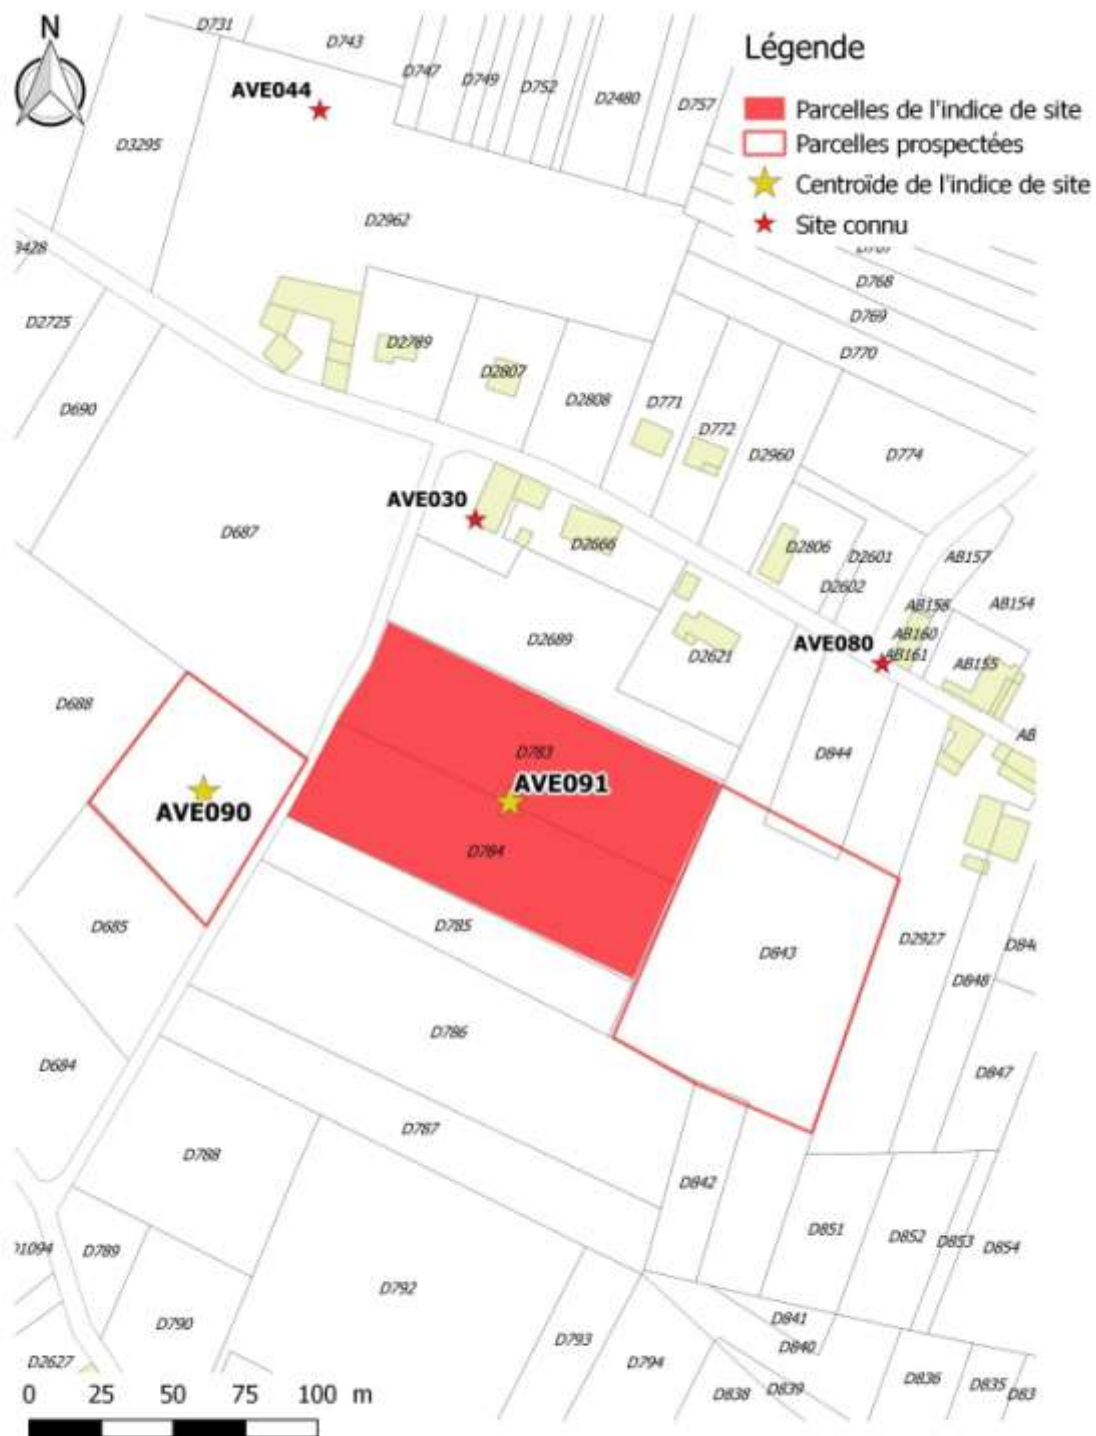 N
Légende
Parcelles de l'indice de site
Parcelles prospectées
Centroïde de l'indice de site
Site connu
D731
D743
D747
D749
D752
D2480
D757
AVE044
D3295
D2962
D768
D769
D770
D2725
D2789
D2807
D2808
D771
D772
D2960
D774
D690
AVE030
D687
D2666
D2806
D2601
D2602
AB157
AB154
AB160
AB161
AB155
AVE080
D2689
D2621
D688
D783
D844
AVE091
AVE090
D784
D685
D785
D843
D2927
D848
D786
D684
D847
D787
D788
D842
D851
D852
D853
D854
D789
D792
D790
D841
D840
D793
D794
D2627
D838
D839
D836
D835
0 25 50 75 100 m